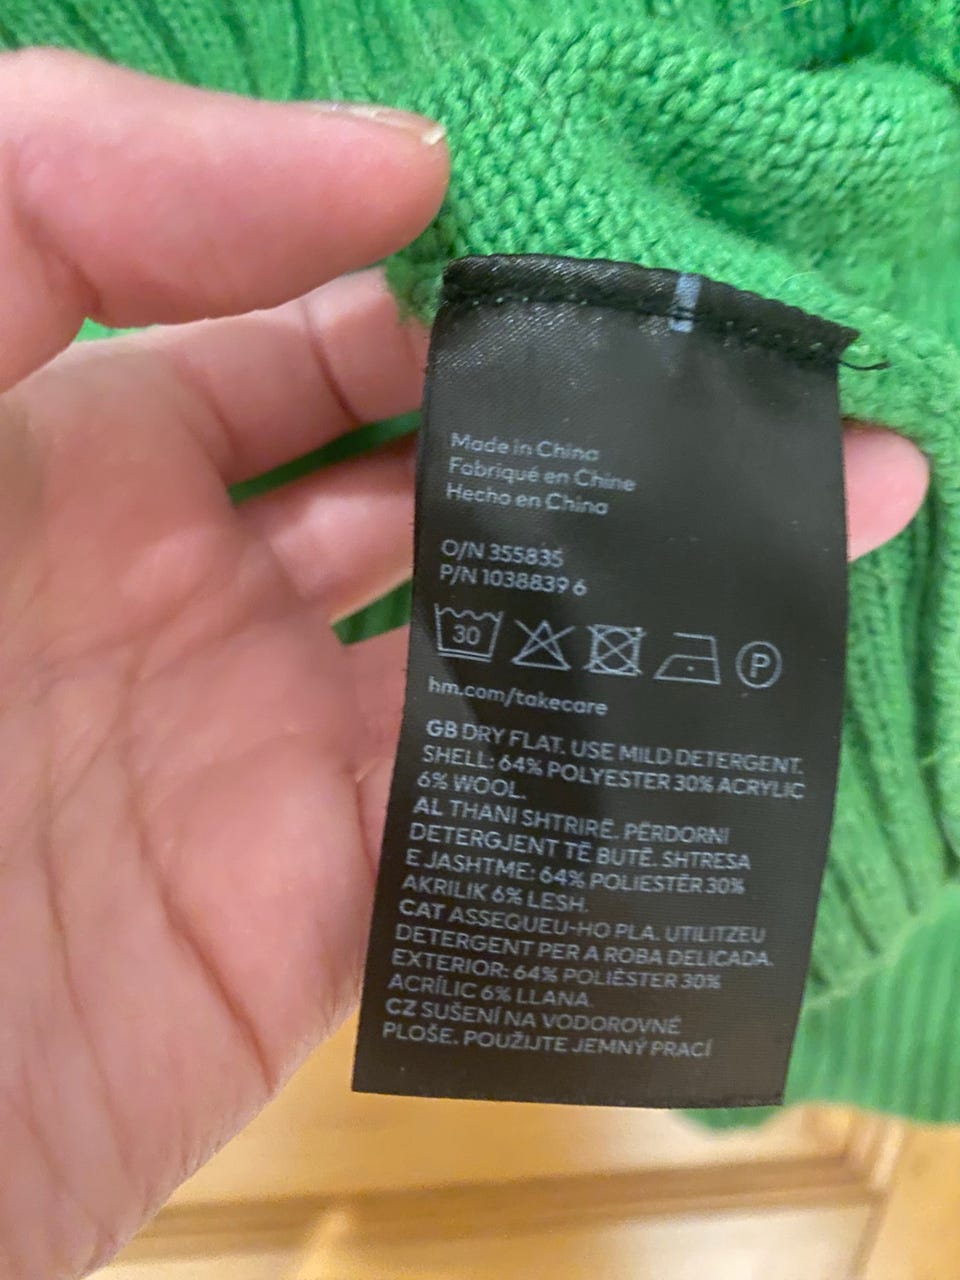 Made in China
Fabriqué en Chine
Hecho en China
O/N 355835
P/N 1038839 6
30 P
hm.com/takecare
GB DRY FLAT. USE MILD DETERGENT.
SHELL: 64% POLYESTER 30% ACRYLIC
6% WOOL.
AL THANI SHTRIRË. PËRDORNI
DETERGJENT TË BUTË. SHTRESA
E JASHTME: 64% POLIESTËR 30%
AKRILIK 6% LESH.
CAT ASSEQUEU-HO PLA. UTILITZEU
DETERGENT PER A ROBA DELICADA.
EXTERIOR: 64% POLIÈSTER 30%
ACRÍLIC 6% LLANA.
CZ SUŠENÍ NA VODOROVNÉ
PLOŠE. POUŽIJTE JEMNÝ PRACÍ